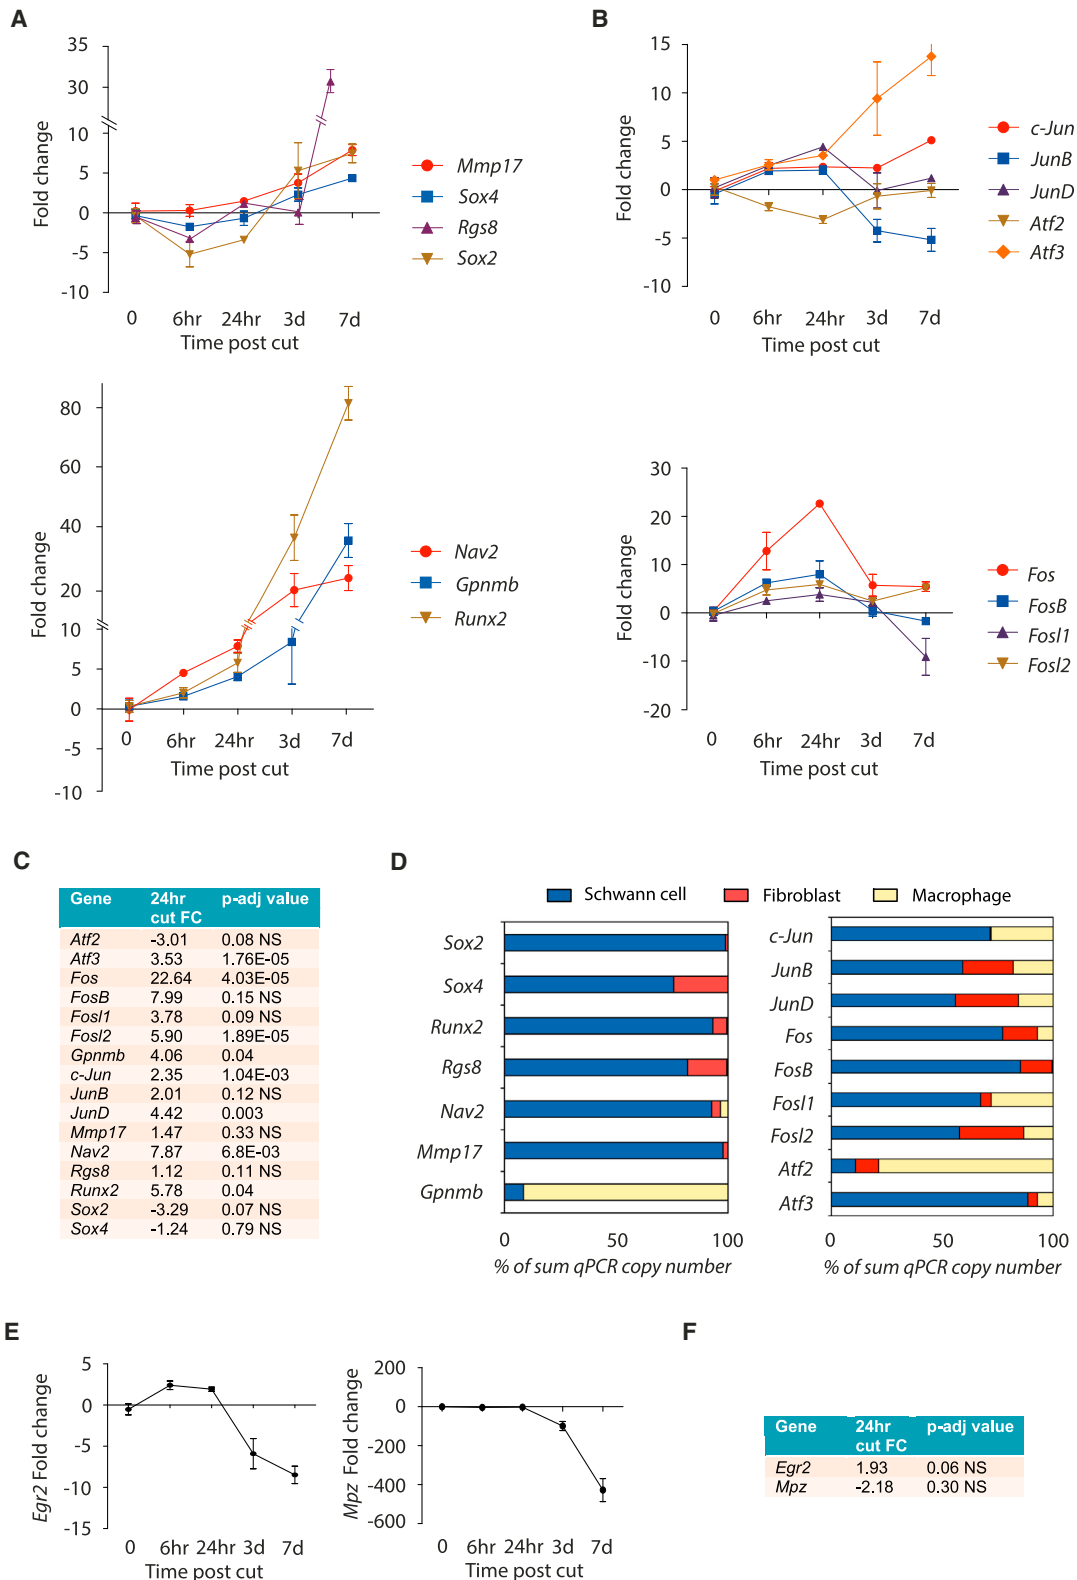 A
35
30
10
5
0
-5
-10
Fold change
0 6hr 24hr 3d 7d
Time post cut
Mmp17
Sox4
Rgs8
Sox2
80
60
40
20
10
5
0
-5
-10
Fold change
0 6hr 24hr 3d 7d
Time post cut
Nav2
Gpnmb
Runx2
B
15
10
5
0
-5
-10
Fold change
0 6hr 24hr 3d 7d
Time post cut
c-Jun
JunB
JunD
Atf2
Atf3
30
20
10
0
-10
-20
Fold change
0 6hr 24hr 3d 7d
Time post cut
Fos
FosB
Fosl1
Fosl2
C
Gene 24hr cut FC p-adj value
Atf2 -3.01 0.08 NS
Atf3 3.53 1.76E-05
Fos 22.64 4.03E-05
FosB 7.99 0.15 NS
Fosl1 3.78 0.09 NS
Fosl2 5.90 1.89E-05
Gpnmb 4.06 0.04
c-Jun 2.35 1.04E-03
JunB 2.01 0.12 NS
JunD 4.42 0.003
Mmp17 1.47 0.33 NS
Nav2 7.87 6.8E-03
Rgs8 1.12 0.11 NS
Runx2 5.78 0.04
Sox2 -3.29 0.07 NS
Sox4 -1.24 0.79 NS
D
Schwann cell Fibroblast Macrophage
Sox2
Sox4
Runx2
Rgs8
Nav2
Mmp17
Gpnmb
0 50 100
% of sum qPCR copy number
c-Jun
JunB
JunD
Fos
FosB
Fosl1
Fosl2
Atf2
Atf3
0 50 100
% of sum qPCR copy number
E
5
0
-5
-10
-15
Egr2 Fold change
0 6hr 24hr 3d 7d
Time post cut
200
0
-200
-400
-600
Mpz Fold change
0 6hr 24hr 3d 7d
Time post cut
F
Gene 24hr cut FC p-adj value
Egr2 1.93 0.06 NS
Mpz -2.18 0.30 NS